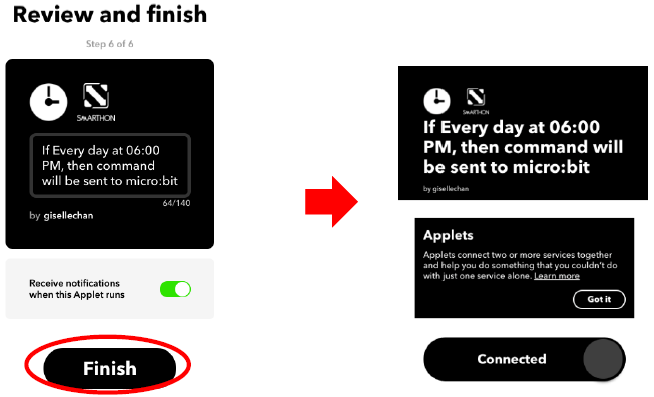 Review and finish
Step 6 of 6
SMARTHON
If Every day at 06:00
PM, then command
will be sent to micro:bit
64/140
by gisellechan
Receive notifications
when this Applet runs
Finish
SMARTHON
If Every day at 06:00
PM, then command will
be sent to micro:bit
by gisellechan
Applets
Applets connect two or more services together
and help you do something that you couldn't do
with just one service alone. Learn more
Got it
Connected